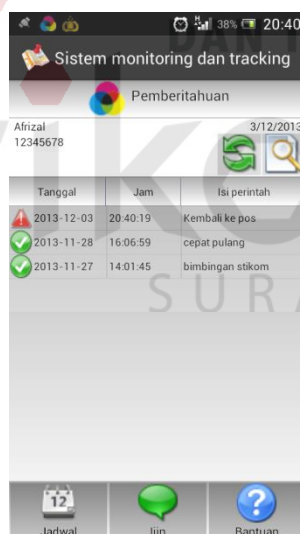 38% 20:40
Sistem monitoring dan tracking
Pemberitahuan
Afrizal 3/12/2013
12345678
Tanggal Jam Isi perintah
2013-12-03 20:40:19 Kembali ke pos
2013-11-28 16:06:59 cepat pulang
2013-11-27 14:01:45 bimbingan stikom
SURA
12
Jadwal Ijin Bantuan